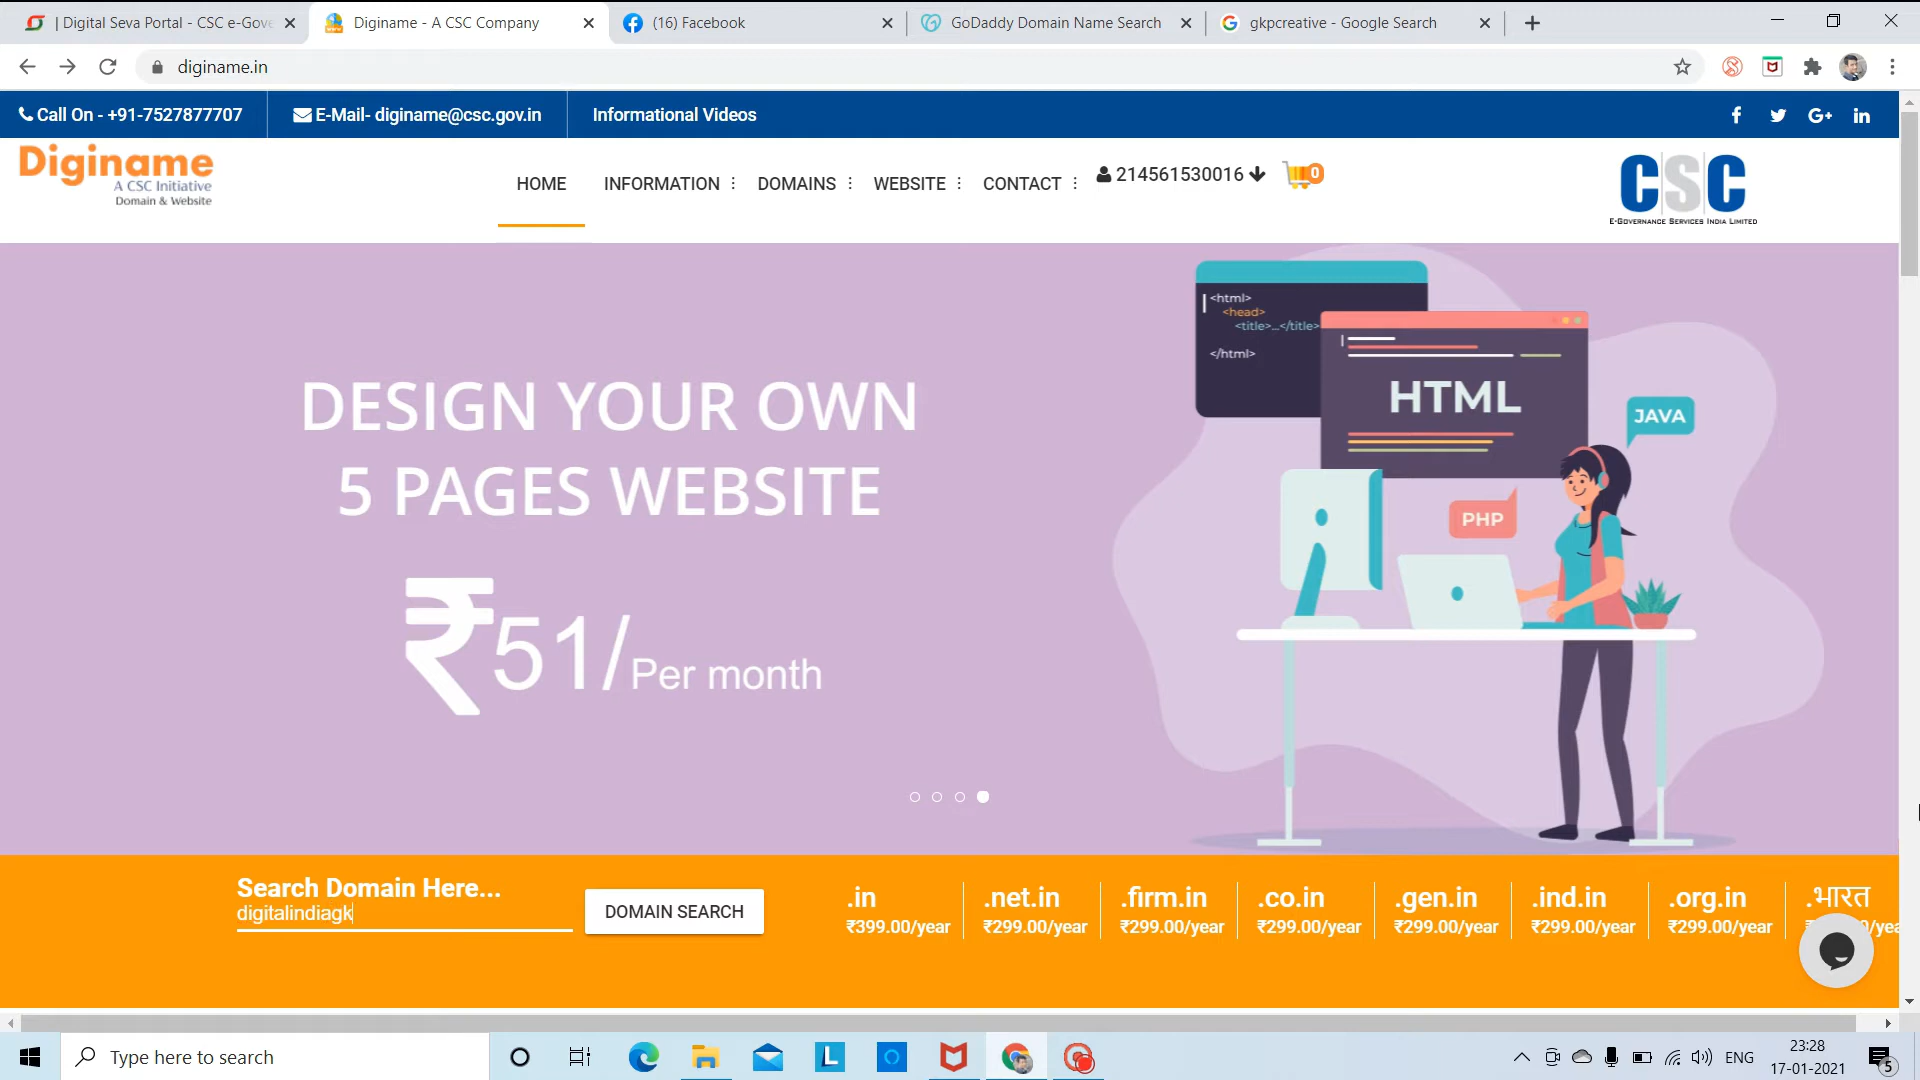 | Digital Seva Portal - CSC e-Gove
Diginame - A CSC Company
(16) Facebook
GoDaddy Domain Name Search
gkpcreative - Google Search
diginame.in
Call On - +91-7527877707
E-Mail- diginame@csc.gov.in
Informational Videos
Diginame
A CSC Initiative
Domain & Website
HOME
INFORMATION
DOMAINS
WEBSITE
CONTACT
214561530016
0
CSC
E-Governance Services India Limited
<html>
<head>
<title>...</title>
</html>
HTML
JAVA
PHP
DESIGN YOUR OWN
5 PAGES WEBSITE
₹51/Per month
Search Domain Here...
digitalindiagk
DOMAIN SEARCH
.in
₹399.00/year
.net.in
₹299.00/year
.firm.in
₹299.00/year
.co.in
₹299.00/year
.gen.in
₹299.00/year
.ind.in
₹299.00/year
.org.in
₹299.00/year
.भारत
Type here to search
ENG
23:28
17-01-2021
5